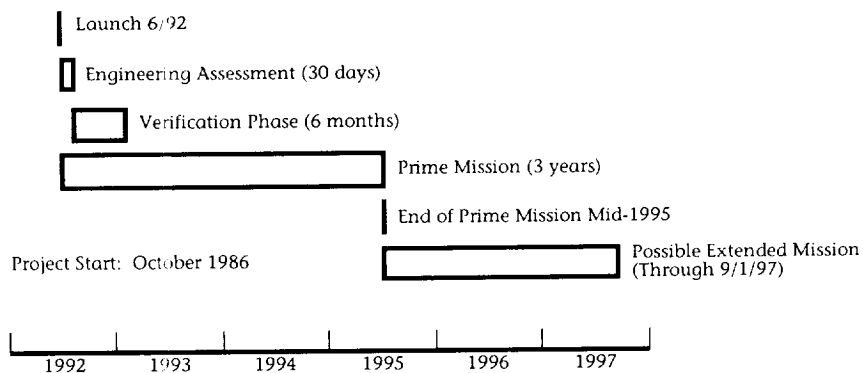 Launch 6/92
Engineering Assessment (30 days)
Verification Phase (6 months)
Prime Mission (3 years)
End of Prime Mission Mid-1995
Project Start: October 1986
Possible Extended Mission
(Through 9/1/97)
1992 1993 1994 1995 1996 1997